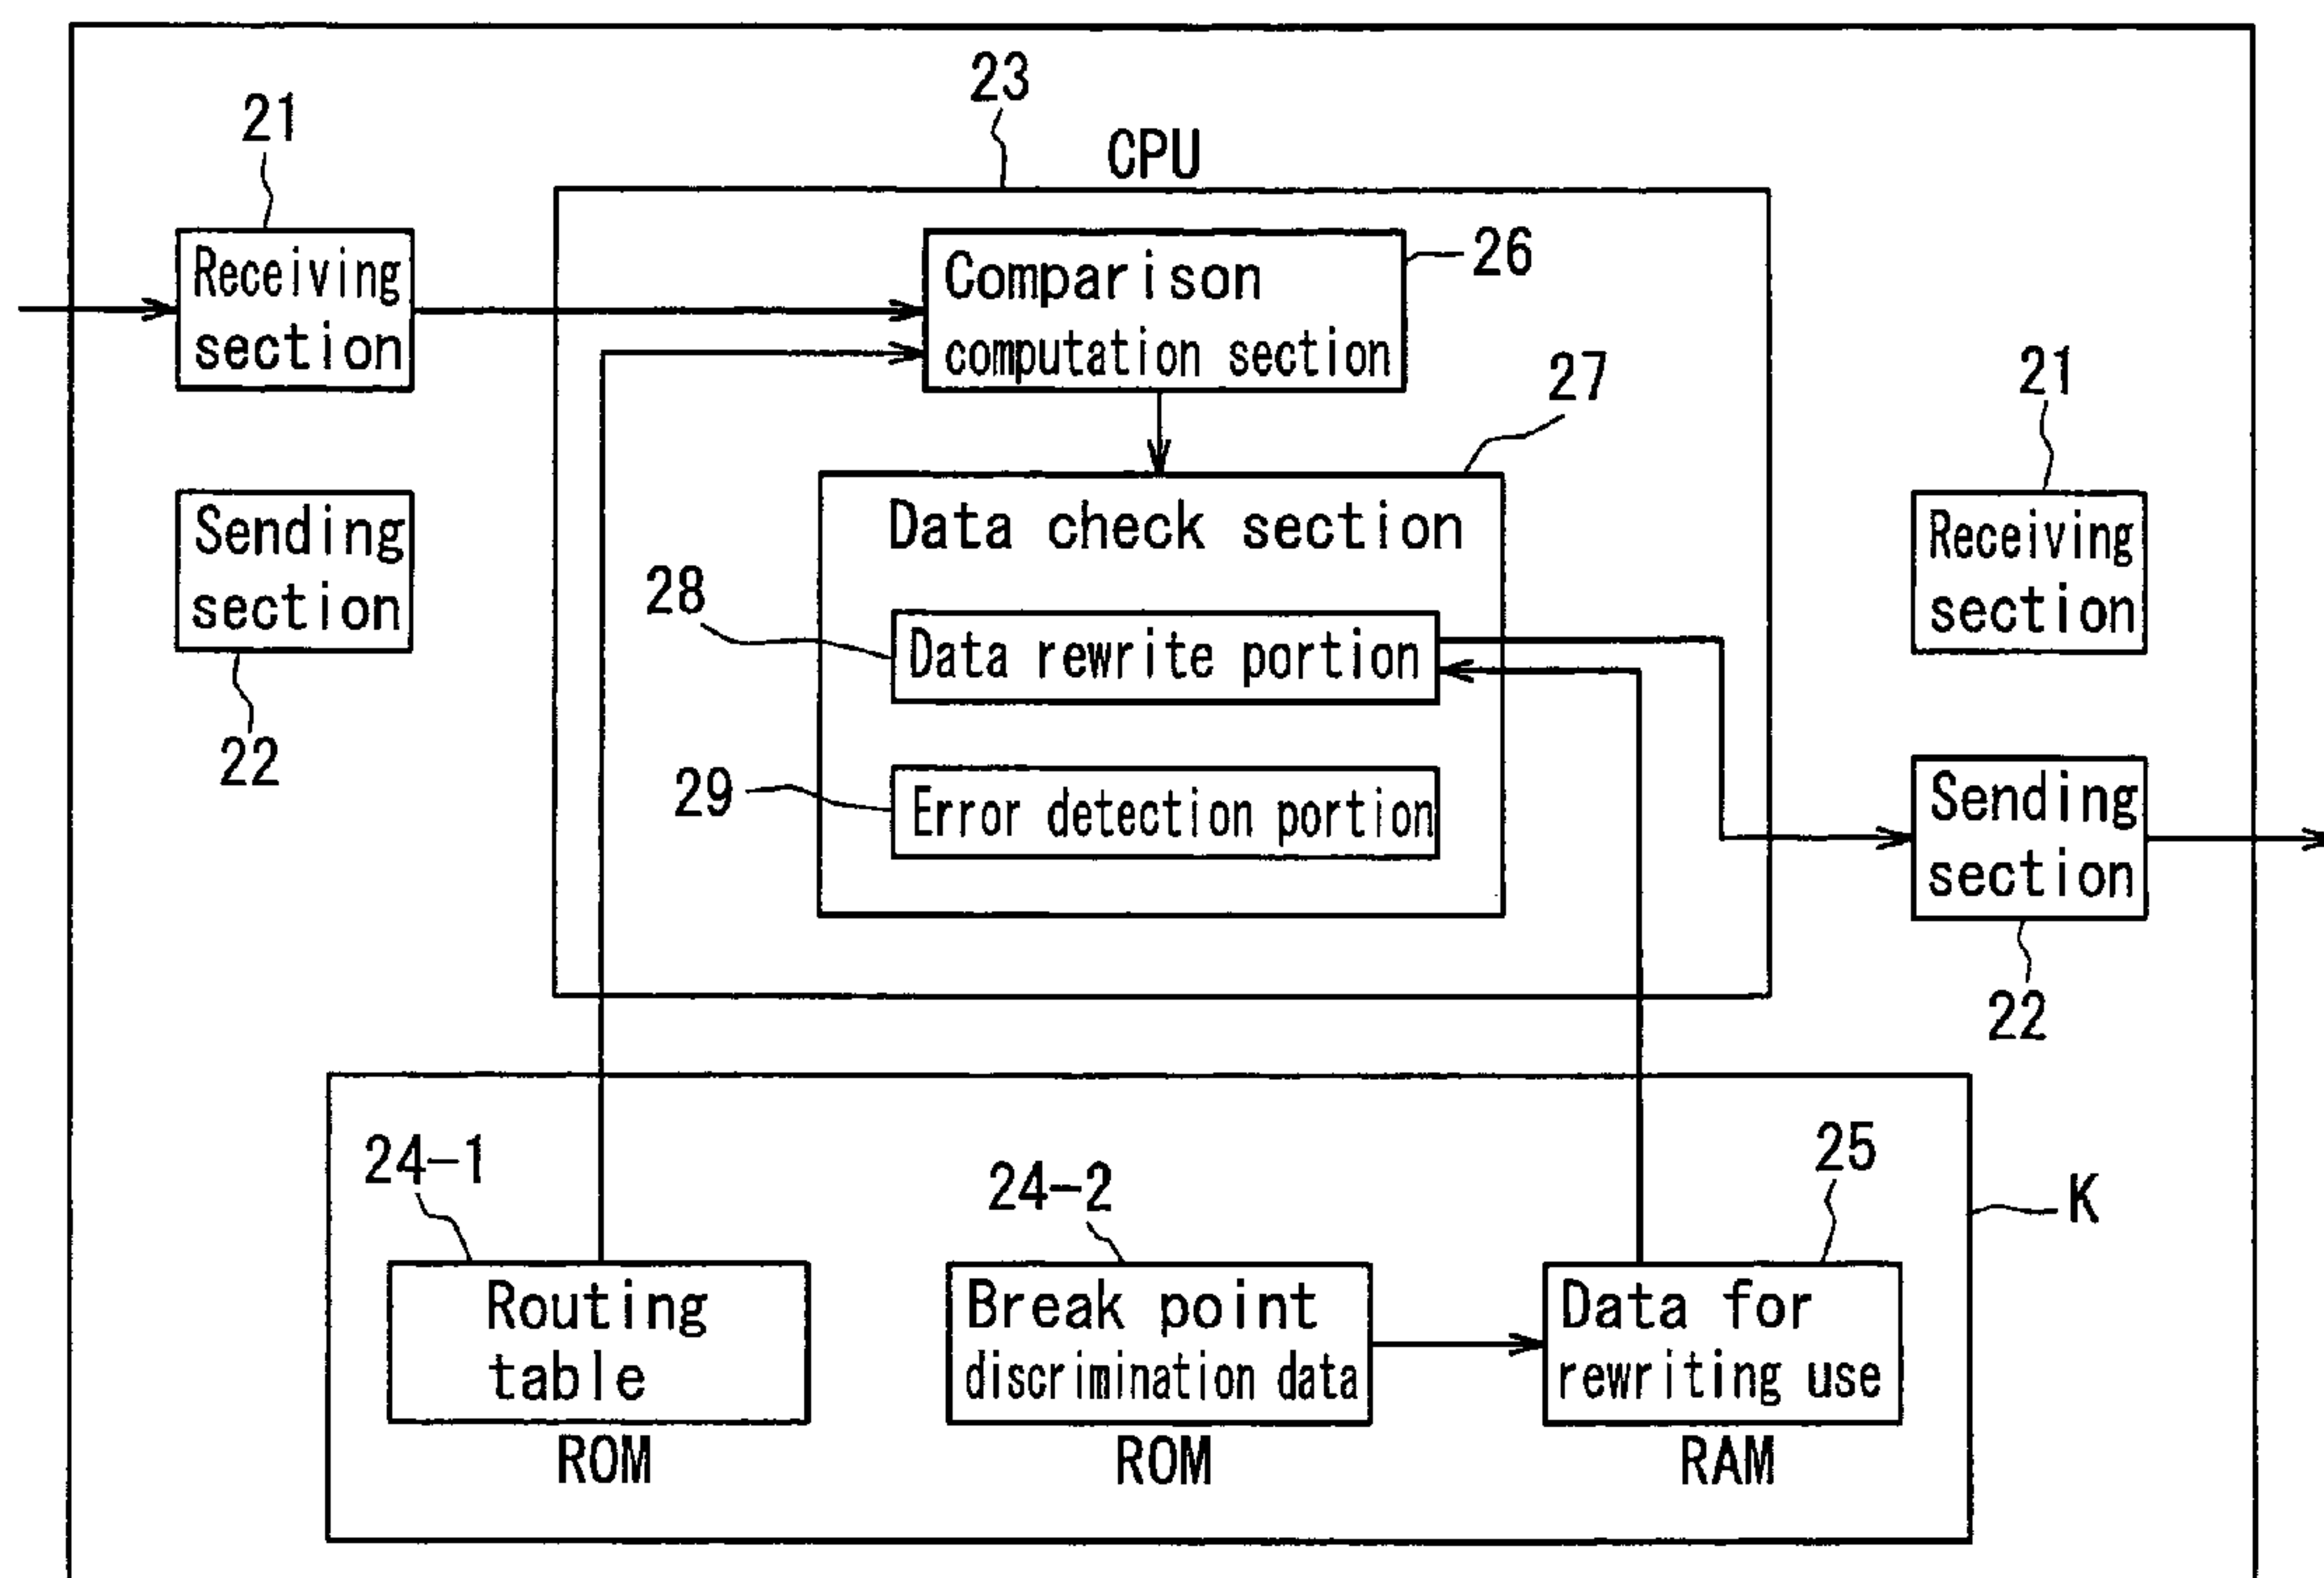 23
CPU
21
Receiving
section
26
Comparison
computation section
27
21
Receiving
section
Sending
section
22
Data check section
28
Data rewrite portion
29
Error detection portion
Sending
section
22
24-1
Routing
table
ROM
24-2
Break point
discrimination data
ROM
25
Data for
rewriting use
RAM
K